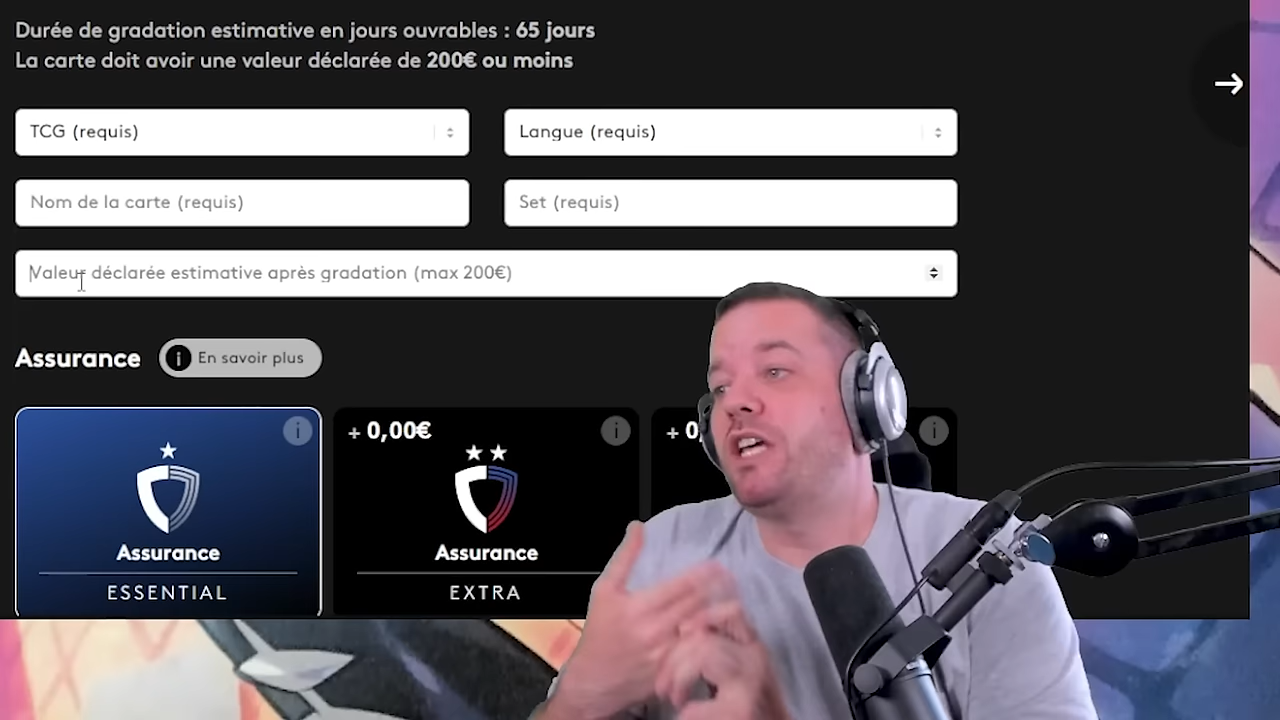 Durée de gradation estimative en jours ouvrables : 65 jours
La carte doit avoir une valeur déclarée de 200€ ou moins
TCG (requis)
Langue (requis)
Nom de la carte (requis)
Set (requis)
Valeur déclarée estimative après gradation (max 200€)
Assurance
i En savoir plus
i
+ 0,00€
i
+ 0,
i
Assurance
ESSENTIAL
Assurance
EXTRA